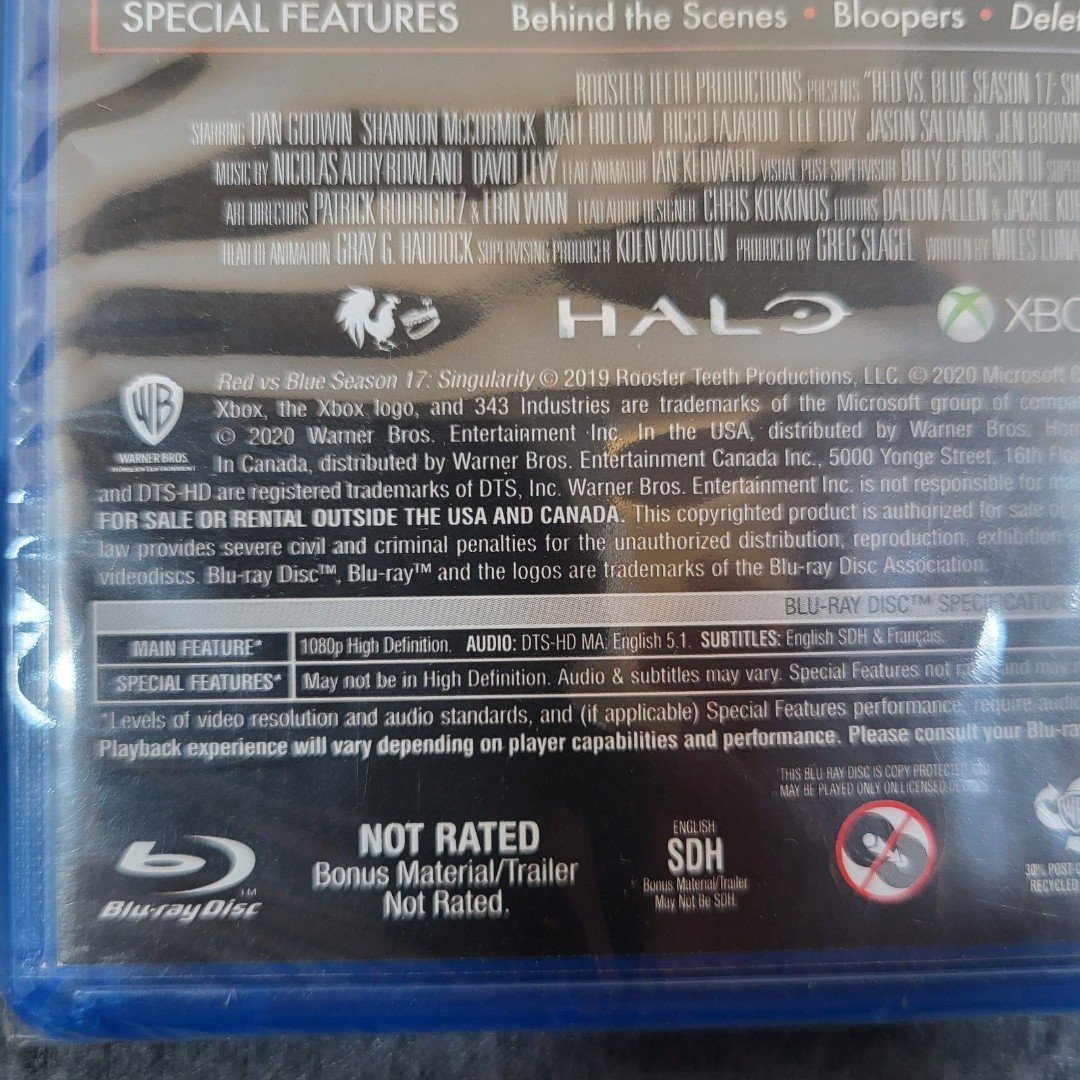 SPECIAL FEATURES Behind the Scenes • Bloopers •
ROOSTER TEETH PRODUCTIONS PRESENTS "RED VS. BLUE SEASON 17:
STARRING DAN GODWIN SHANNON McCORMICK MATT HULLUM RICCO FAJARDO LEE EDDY JASON SALDAÑA JEN BROWN
MUSIC BY NICOLAS AUDY-ROWLAND DAVID LEVY LEAD ANIMATOR IAN KEDWARD VISUAL POST SUPERVISOR BILLY B. BURSON III
ART DIRECTORS PATRICK RODRIGUEZ & ERIN WINN LEAD AUDIO DESIGNER CHRIS KOKKINOS EDITORS DALTON ALLEN & JACKIE
HEAD OF ANIMATION GRAY G. HADDOCK SUPERVISING PRODUCER KOEN WOOTEN PRODUCED BY GREG SLAGEL WRITTEN BY MILES
HALO
XBO
WB
WARNER BROS.
HOME ENTERTAINMENT
Red vs Blue Season 17: Singularity © 2019 Rooster Teeth Productions, LLC. © 2020 Microsoft
Xbox, the Xbox logo, and 343 Industries are trademarks of the Microsoft group of
© 2020 Warner Bros. Entertainment Inc. In the USA, distributed by Warner Bros.
In Canada, distributed by Warner Bros. Entertainment Canada Inc., 5000 Yonge Street, 16th
and DTS-HD are registered trademarks of DTS, Inc. Warner Bros. Entertainment Inc. is not responsible for
FOR SALE OR RENTAL OUTSIDE THE USA AND CANADA. This copyrighted product is authorized for sale
law provides severe civil and criminal penalties for the unauthorized distribution, reproduction, exhibition
videodiscs. Blu-ray Disc™, Blu-ray™ and the logos are trademarks of the Blu-ray Disc Association.
BLU-RAY DISC™ SPECIFICATIONS
MAIN FEATURE* 1080p High Definition. AUDIO: DTS-HD MA: English 5.1. SUBTITLES: English SDH & Français.
SPECIAL FEATURES* May not be in High Definition. Audio & subtitles may vary. Special Features not rated and may
*Levels of video resolution and audio standards, and (if applicable) Special Features performance, require
Playback experience will vary depending on player capabilities and performance. Please consult your
THIS BLU-RAY DISC IS COPY PROTECTED
MAY BE PLAYED ONLY ON LICENSED
Blu-ray Disc™
NOT RATED
Bonus Material/Trailer
Not Rated.
ENGLISH
SDH
Bonus Material/Trailer
May Not Be SDH.
30% POST-
RECYCLED